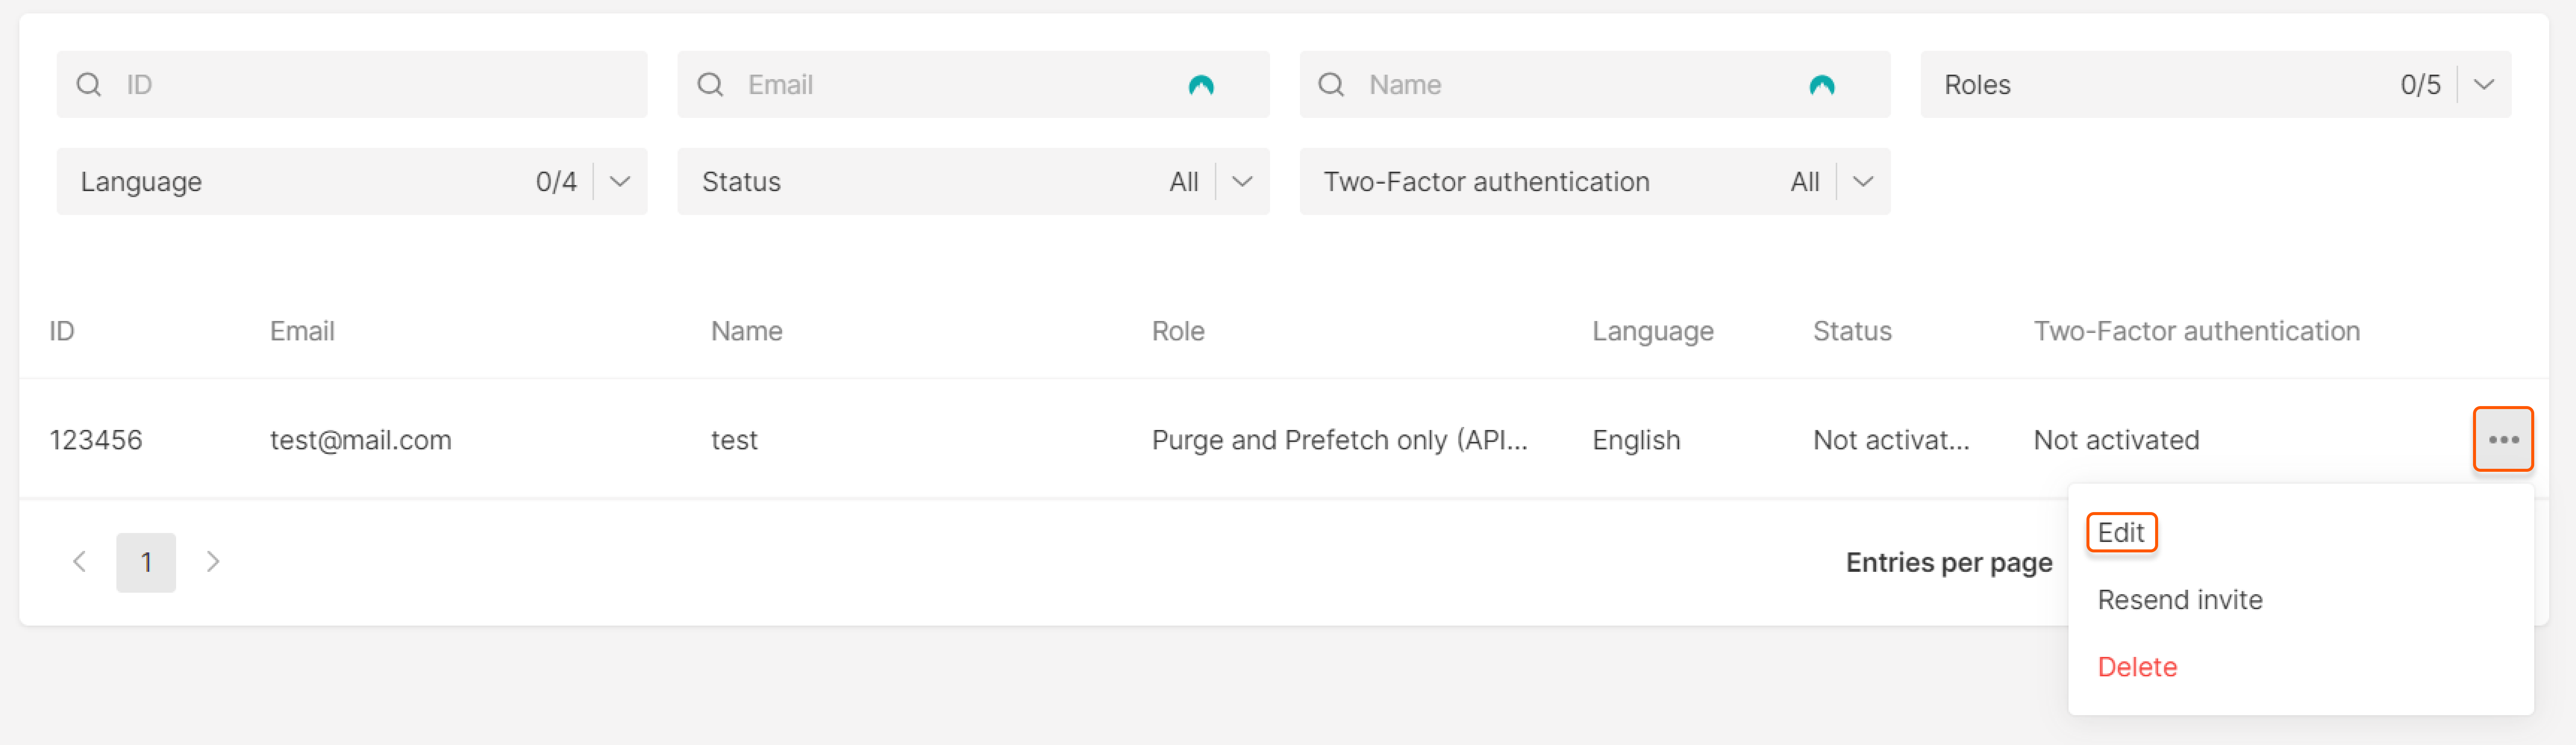 ID Email Name Roles 0/5
Language 0/4 Status All Two-Factor authentication All
ID Email Name Role Language Status Two-Factor authentication
123456 test@mail.com test Purge and Prefetch only (API... English Not activat... Not activated
1 Entries per page
Edit
Resend invite
Delete